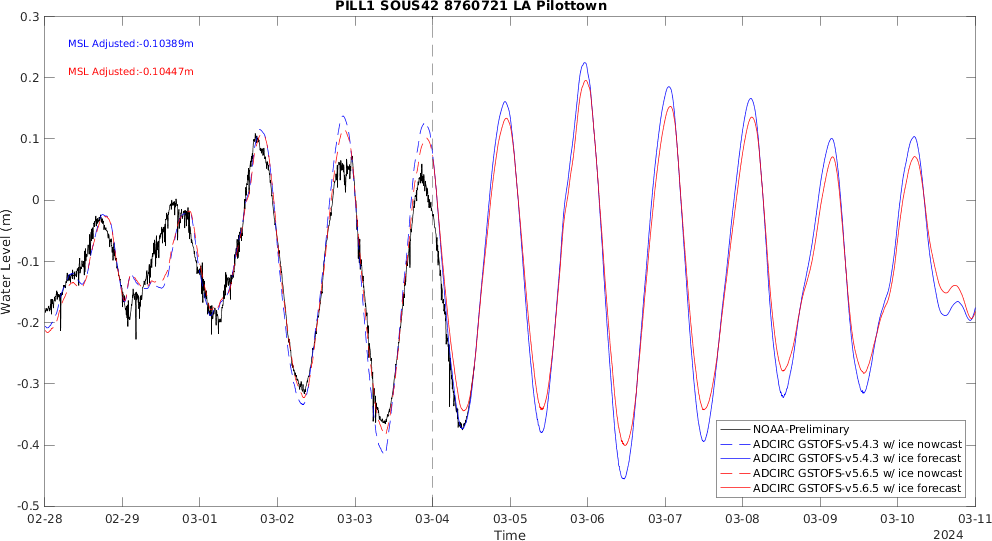 PILL1 SOUS42 8760721 LA Pilottown
MSL Adjusted:-0.10389m
MSL Adjusted:-0.10447m
0.3
0.2
0.1
0
-0.1
-0.2
-0.3
-0.4
-0.5
Water Level (m)
NOAA-Preliminary
ADCIRC GSTOFS-v5.4.3 w/ ice nowcast
ADCIRC GSTOFS-v5.4.3 w/ ice forecast
ADCIRC GSTOFS-v5.6.5 w/ ice nowcast
ADCIRC GSTOFS-v5.6.5 w/ ice forecast
02-28 02-29 03-01 03-02 03-03 03-04 03-05 03-06 03-07 03-08 03-09 03-10 03-11
Time
2024